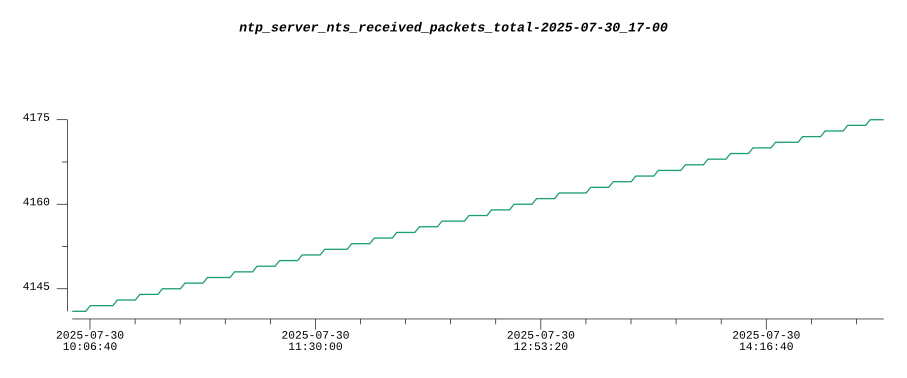 ntp_server_nts_received_packets_total-2025-07-30_17-00
4175
4160
4145
2025-07-30 2025-07-30 2025-07-30 2025-07-30
10:06:40 11:30:00 12:53:20 14:16:40